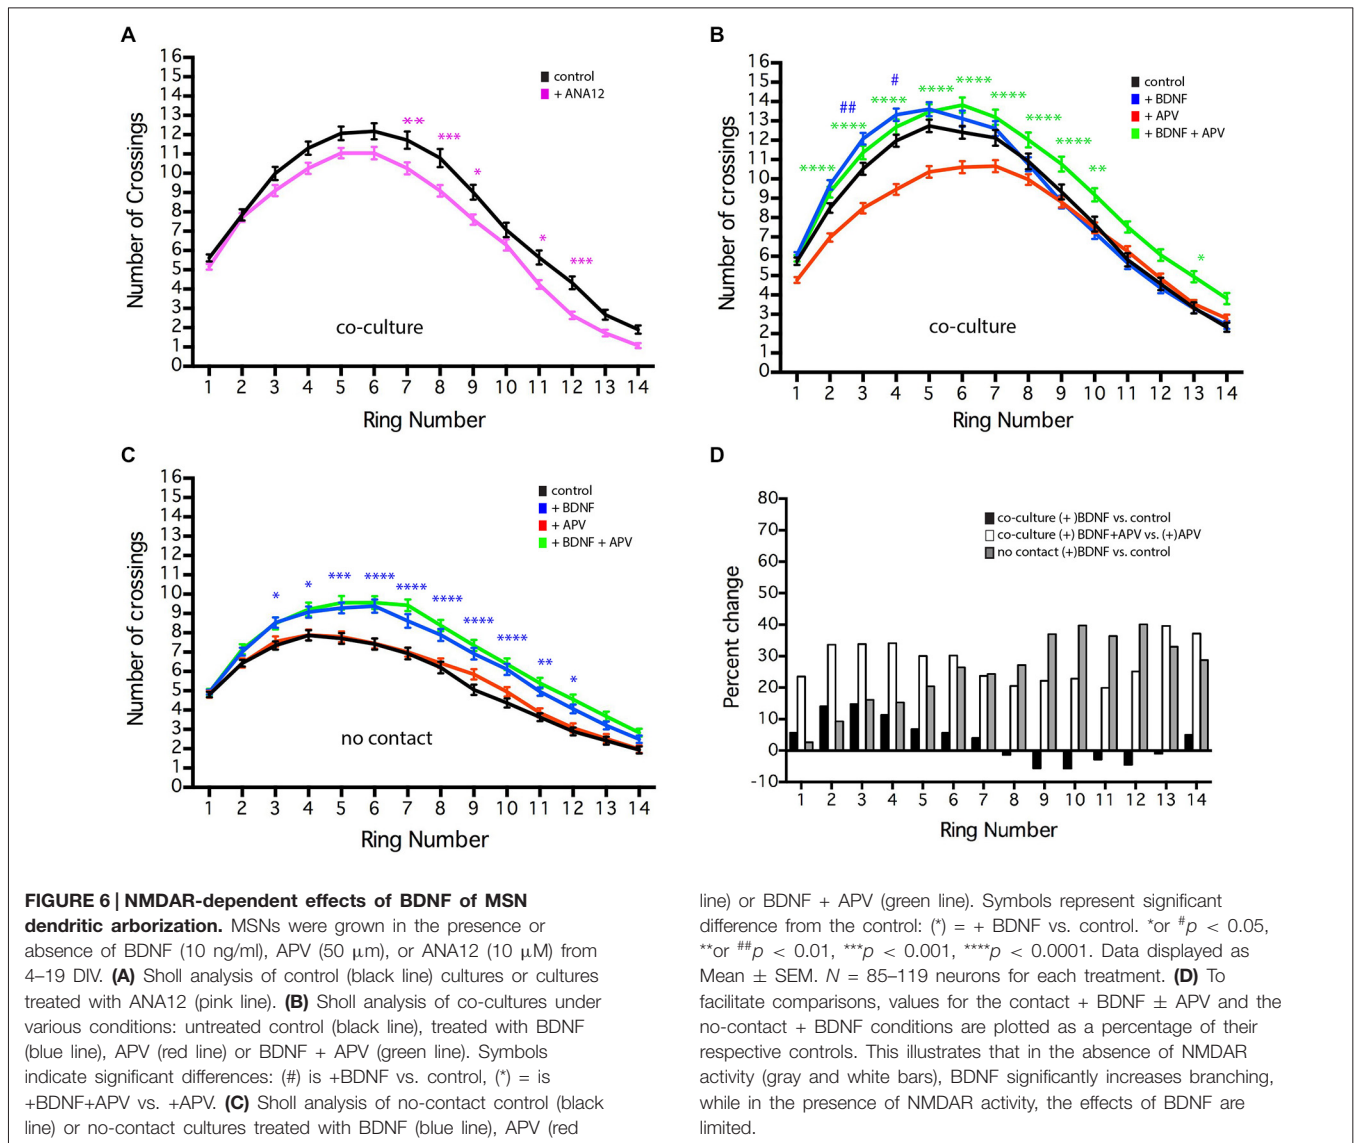 A
16
15
14
13
12
11
10
9
8
7
6
5
4
3
2
1
0
Number of Crossings
control
+ ANA12
**
***
*
*
***
co-culture
1 2 3 4 5 6 7 8 9 10 11 12 13 14
Ring Number
B
16
15
14
13
12
11
10
9
8
7
6
5
4
3
2
1
0
Number of crossings
control
+ BDNF
+ APV
+ BDNF + APV
#
##
****
****
****
****
****
****
****
****
**
*
co-culture
1 2 3 4 5 6 7 8 9 10 11 12 13 14
Ring Number
C
16
15
14
13
12
11
10
9
8
7
6
5
4
3
2
1
0
Number of crossings
control
+ BDNF
+ APV
+ BDNF + APV
*
*
***
****
****
****
****
****
**
*
no contact
1 2 3 4 5 6 7 8 9 10 11 12 13 14
Ring Number
D
80
70
60
50
40
30
20
10
0
-10
Percent change
co-culture (+ )BDNF vs. control
co-culture (+) BDNF+APV vs. (+)APV
no contact (+)BDNF vs. control
1 2 3 4 5 6 7 8 9 10 11 12 13 14
Ring Number
FIGURE 6 | NMDAR-dependent effects of BDNF of MSN
dendritic arborization. MSNs were grown in the presence or
absence of BDNF (10 ng/ml), APV (50 μm), or ANA12 (10 μM) from
4–19 DIV. (A) Sholl analysis of control (black line) cultures or cultures
treated with ANA12 (pink line). (B) Sholl analysis of co-cultures under
various conditions: untreated control (black line), treated with BDNF
(blue line), APV (red line) or BDNF + APV (green line). Symbols
indicate significant differences: (#) is +BDNF vs. control, (*) = is
+BDNF+APV vs. +APV. (C) Sholl analysis of no-contact control (black
line) or no-contact cultures treated with BDNF (blue line), APV (red
line) or BDNF + APV (green line). Symbols represent significant
difference from the control: (*) = + BDNF vs. control. *or #p < 0.05,
**or ##p < 0.01, ***p < 0.001, ****p < 0.0001. Data displayed as
Mean ± SEM. N = 85–119 neurons for each treatment. (D) To
facilitate comparisons, values for the contact + BDNF ± APV and the
no-contact + BDNF conditions are plotted as a percentage of their
respective controls. This illustrates that in the absence of NMDAR
activity (gray and white bars), BDNF significantly increases branching,
while in the presence of NMDAR activity, the effects of BDNF are
limited.